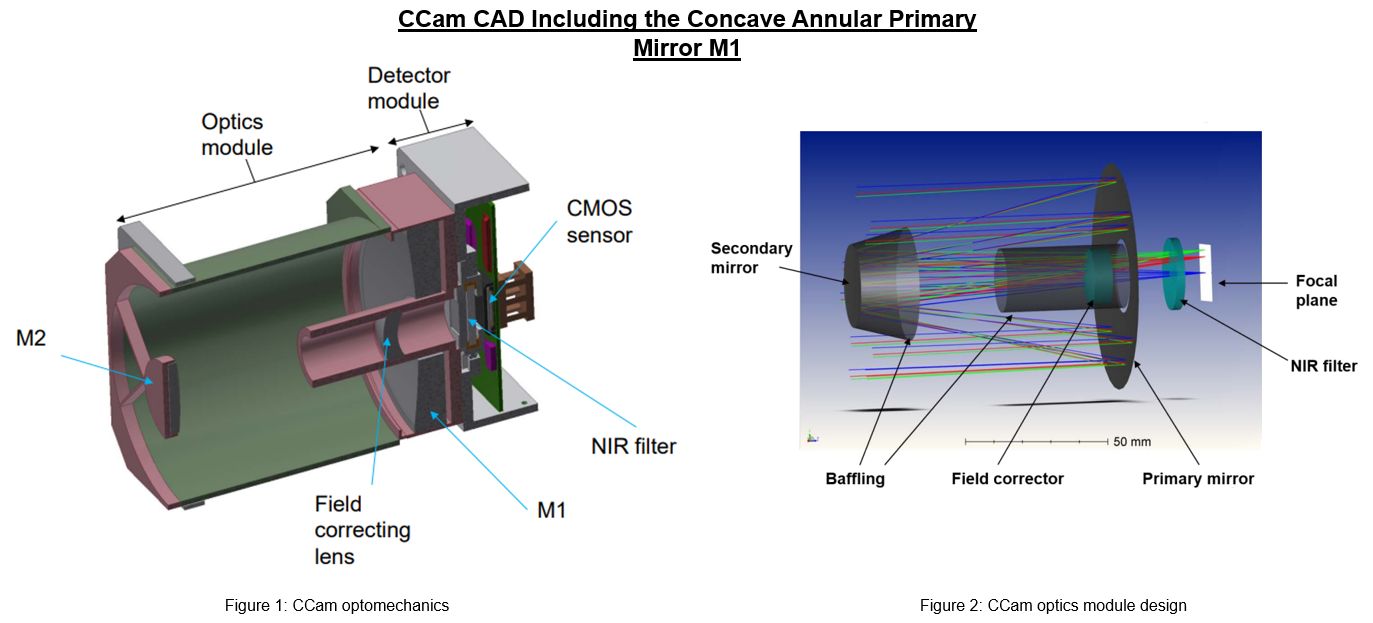 CCam CAD Including the Concave Annular Primary
Mirror M1
Detector
module
Optics
module
CMOS
sensor
M2
NIR filter
M1
Field
correcting
lens
Figure 1: CCam optomechanics
Secondary
mirror
Focal
plane
NIR filter
50 mm
Baffling
Field corrector
Primary mirror
Figure 2: CCam optics module design